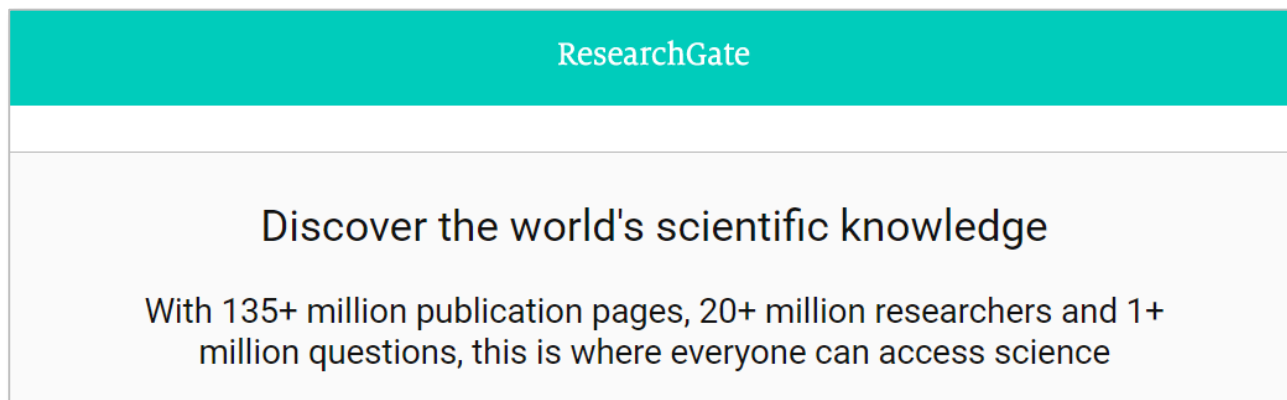 ResearchGate
Discover the world's scientific knowledge
With 135+ million publication pages, 20+ million researchers and 1+
million questions, this is where everyone can access science